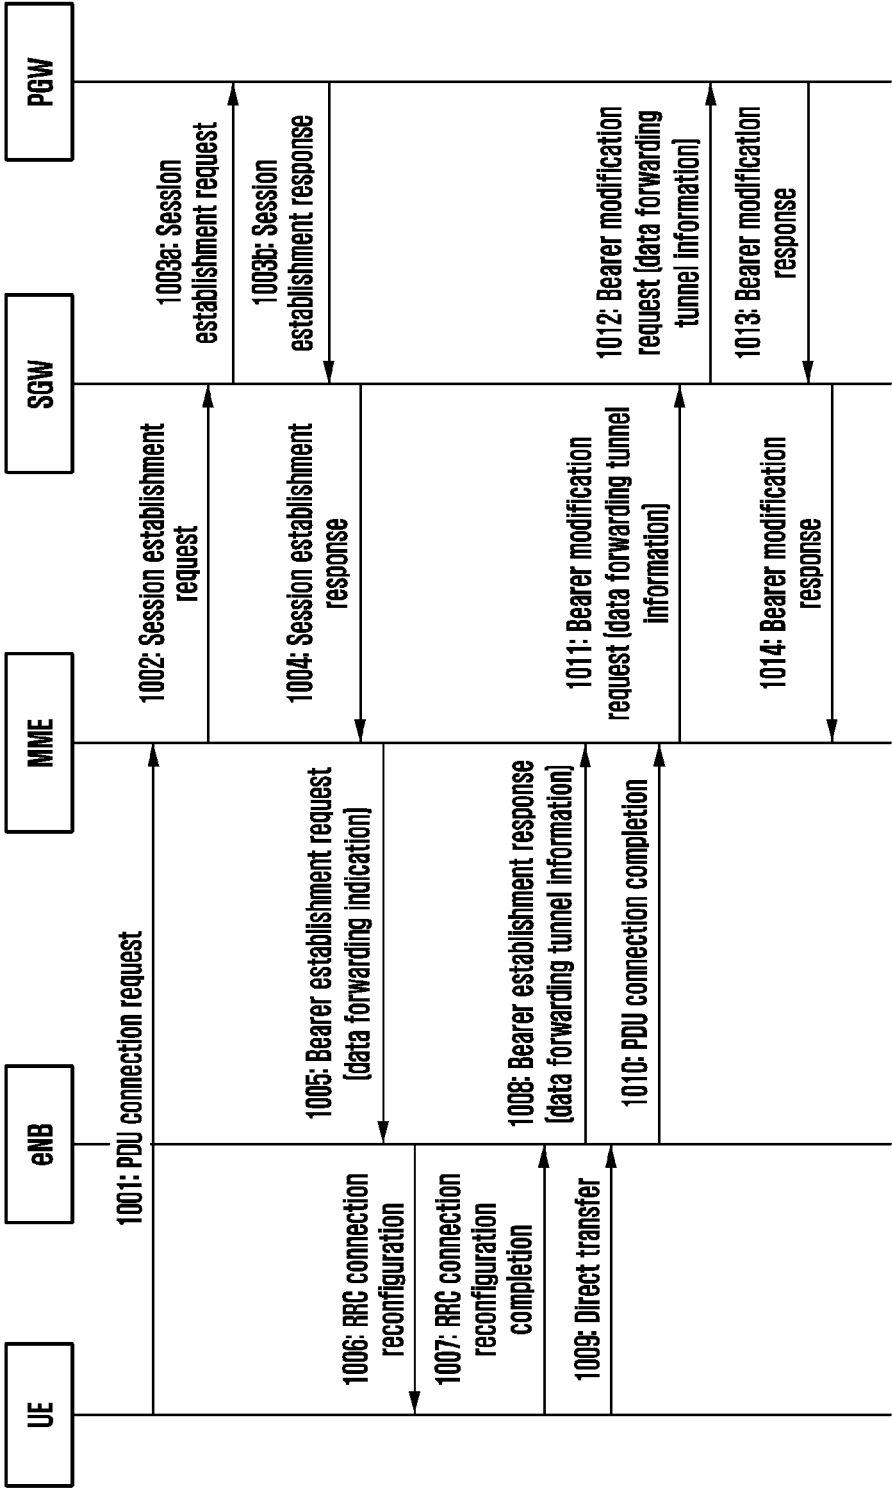 UE
eNB
MME
SGW
PGW
1001: PDU connection request
1002: Session establishment
request
1003a: Session
establishment request
1003b: Session
establishment response
1004: Session establishment
response
1005: Bearer establishment request
(data forwarding indication)
1006: RRC connection
reconfiguration
1007: RRC connection
reconfiguration
completion
1008: Bearer establishment response
(data forwarding tunnel information)
1009: Direct transfer
1010: PDU connection completion
1011: Bearer modification
request (data forwarding tunnel
information)
1012: Bearer modification
request (data forwarding
tunnel information)
1013: Bearer modification
response
1014: Bearer modification
response